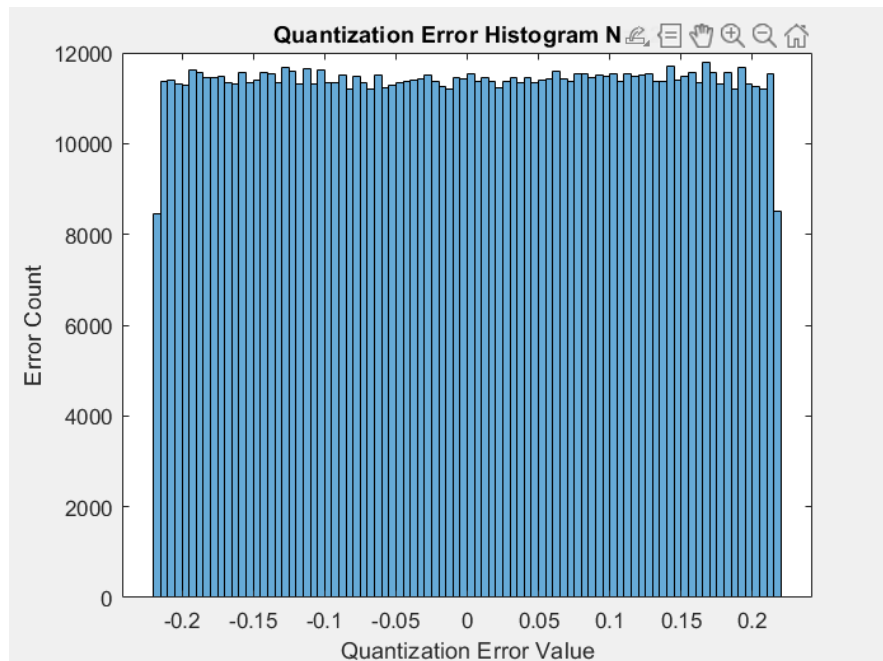 Quantization Error Histogram N
12000
10000
8000
6000
4000
2000
0
Error Count
-0.2 -0.15 -0.1 -0.05 0 0.05 0.1 0.15 0.2
Quantization Error Value